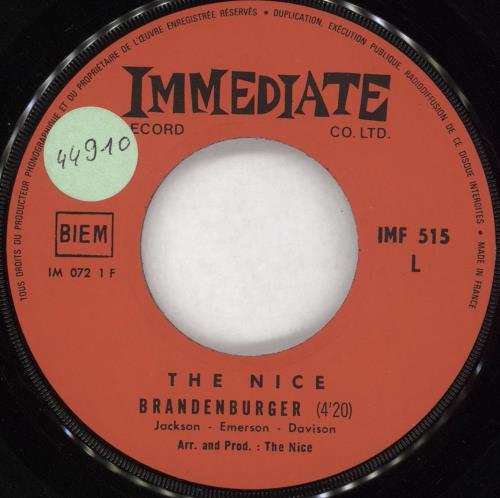 TOUS DROITS DU PRODUCTEUR PHONOGRAPHIQUE ET DU PROPRIÉTAIRE DE L'ŒUVRE ENREGISTRÉE RÉSERVÉS • DUPLICATION, EXÉCUTION PUBLIQUE, RADIODIFFUSION DE CE DISQUE INTERDITES • MADE IN FRANCE
IMMEDIATE
ECORD CO. LTD.
44910
BIEM
IM 072 1 F
IMF 515
L
THE NICE
BRANDENBURGER (4'20)
Jackson - Emerson - Davison
Arr. and Prod. : The Nice